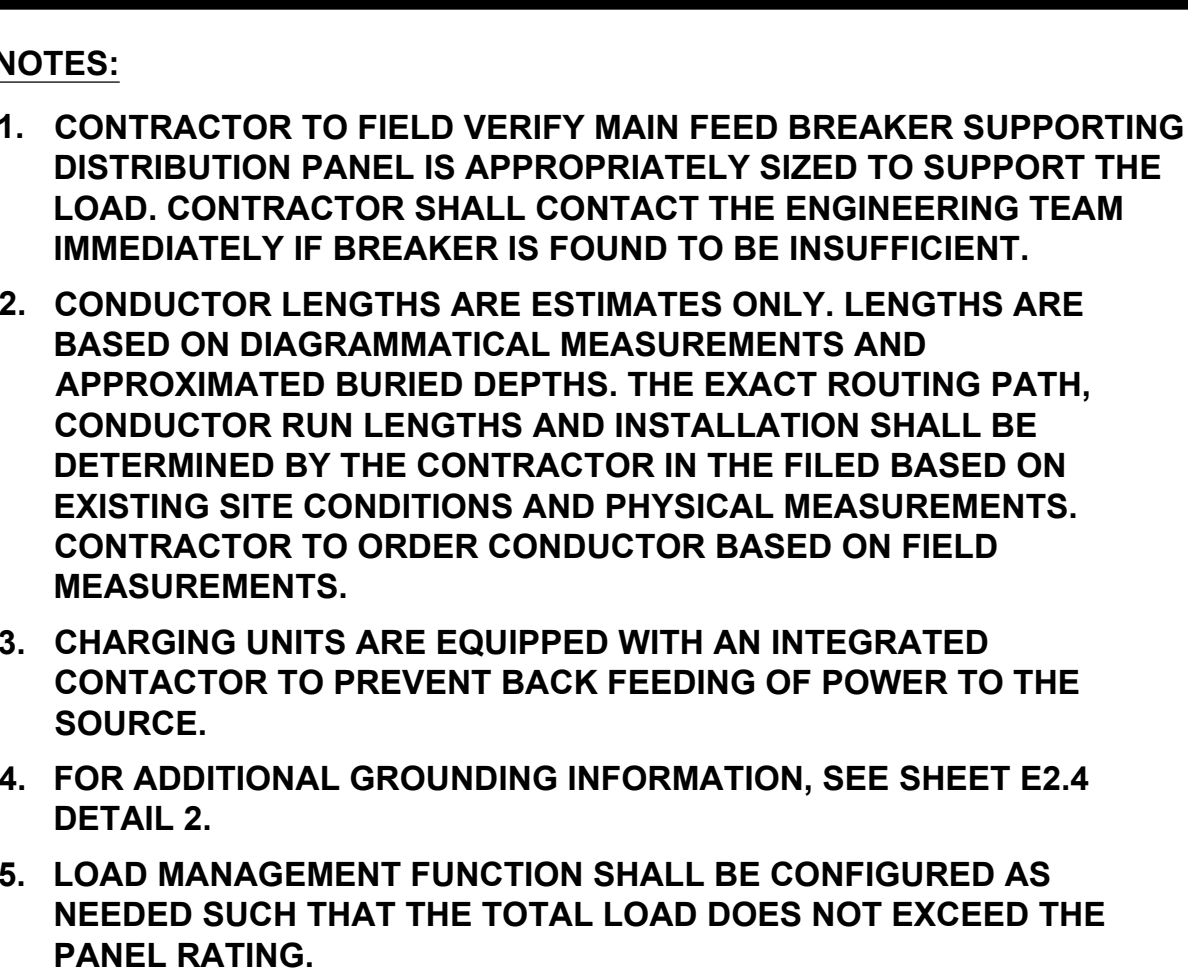 NOTES:
1. CONTRACTOR TO FIELD VERIFY MAIN FEED BREAKER SUPPORTING
DISTRIBUTION PANEL IS APPROPRIATELY SIZED TO SUPPORT THE
LOAD. CONTRACTOR SHALL CONTACT THE ENGINEERING TEAM
IMMEDIATELY IF BREAKER IS FOUND TO BE INSUFFICIENT.
2. CONDUCTOR LENGTHS ARE ESTIMATES ONLY. LENGTHS ARE
BASED ON DIAGRAMMATICAL MEASUREMENTS AND
APPROXIMATED BURIED DEPTHS. THE EXACT ROUTING PATH,
CONDUCTOR RUN LENGTHS AND INSTALLATION SHALL BE
DETERMINED BY THE CONTRACTOR IN THE FILED BASED ON
EXISTING SITE CONDITIONS AND PHYSICAL MEASUREMENTS.
CONTRACTOR TO ORDER CONDUCTOR BASED ON FIELD
MEASUREMENTS.
3. CHARGING UNITS ARE EQUIPPED WITH AN INTEGRATED
CONTACTOR TO PREVENT BACK FEEDING OF POWER TO THE
SOURCE.
4. FOR ADDITIONAL GROUNDING INFORMATION, SEE SHEET E2.4
DETAIL 2.
5. LOAD MANAGEMENT FUNCTION SHALL BE CONFIGURED AS
NEEDED SUCH THAT THE TOTAL LOAD DOES NOT EXCEED THE
PANEL RATING.